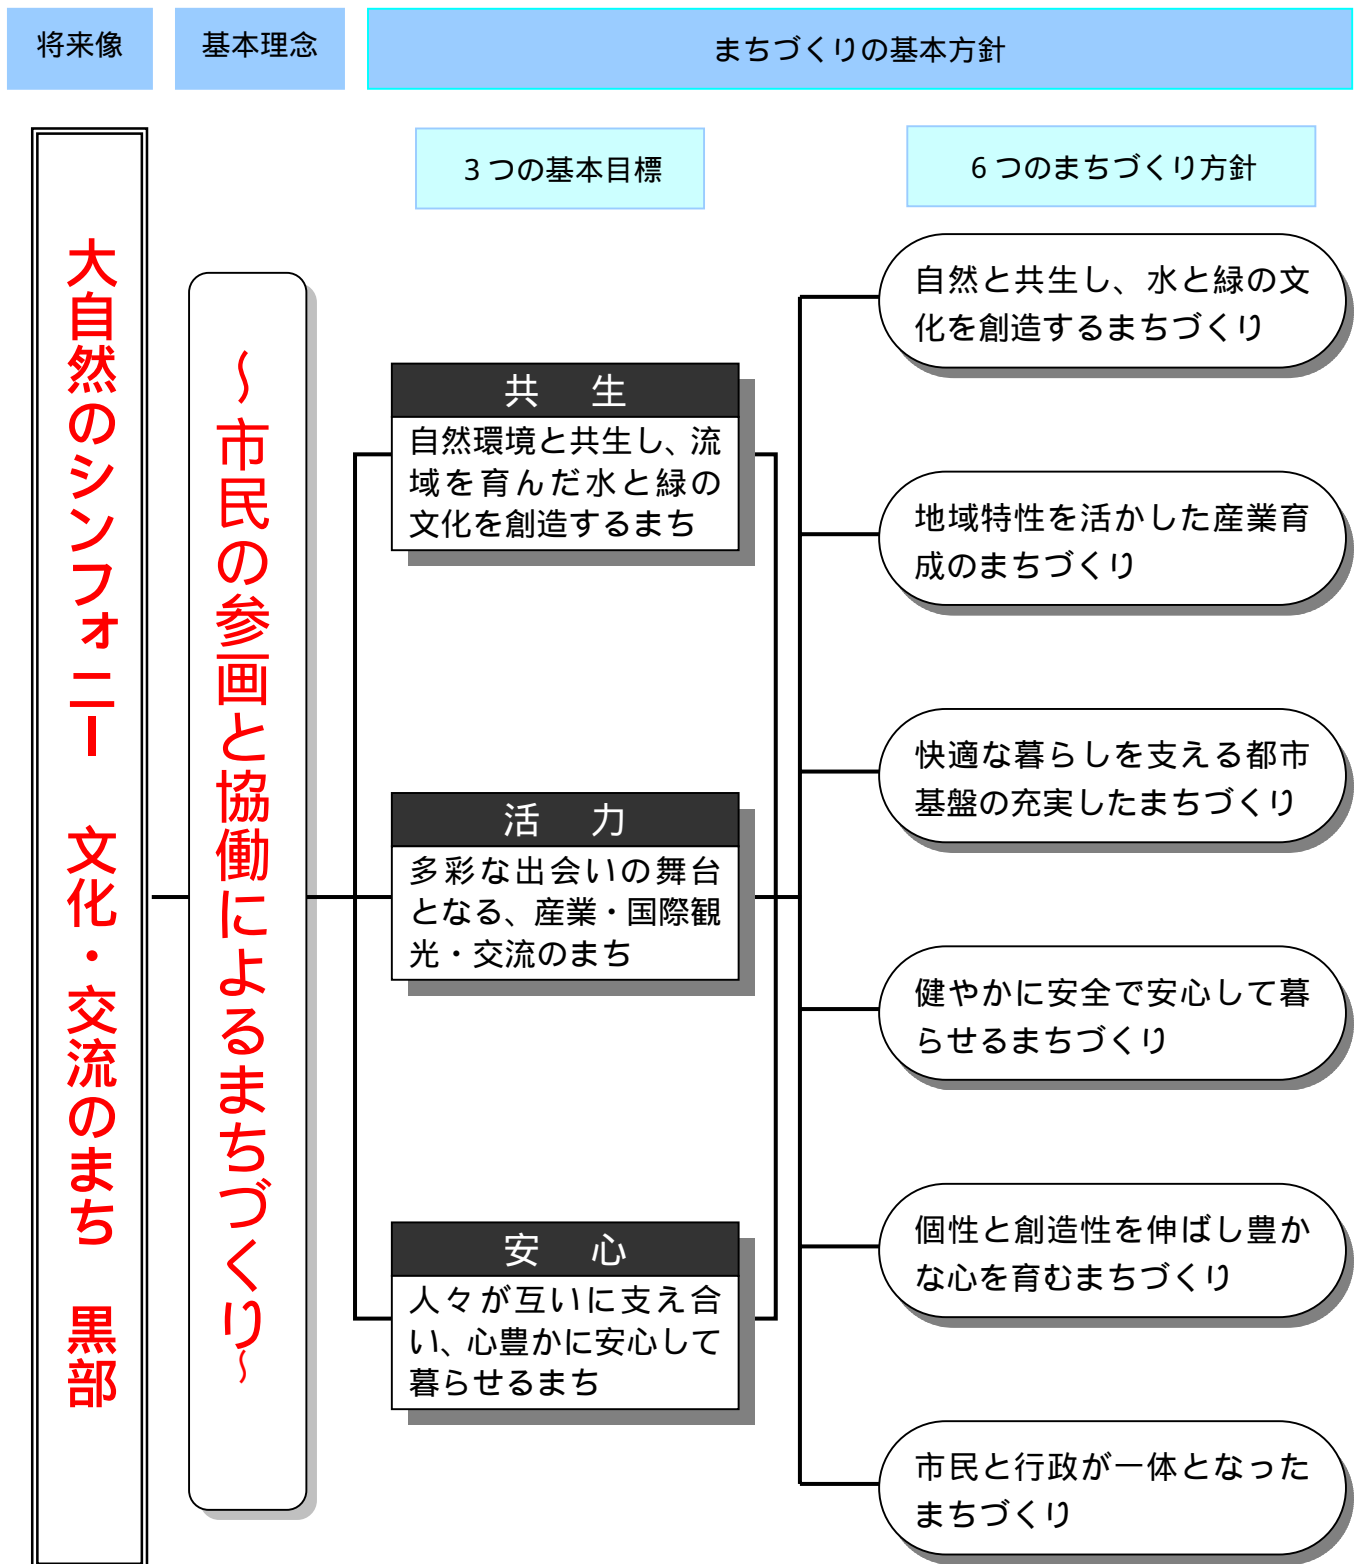 将来像
基本理念
まちづくりの基本方針
3つの基本目標
6つのまちづくり方針
大自然のシンフォニー　文化・交流のまち　黒部
～市民の参画と協働によるまちづくり～
共　生
自然環境と共生し、流
域を育んだ水と緑の
文化を創造するまち
活　力
多彩な出会いの舞台
となる、産業・国際観
光・交流のまち
安　心
人々が互いに支え合
い、心豊かに安心して
暮らせるまち
自然と共生し、水と緑の文
化を創造するまちづくり
地域特性を活かした産業育
成のまちづくり
快適な暮らしを支える都市
基盤の充実したまちづくり
健やかに安全で安心して暮
らせるまちづくり
個性と創造性を伸ばし豊か
な心を育むまちづくり
市民と行政が一体となった
まちづくり